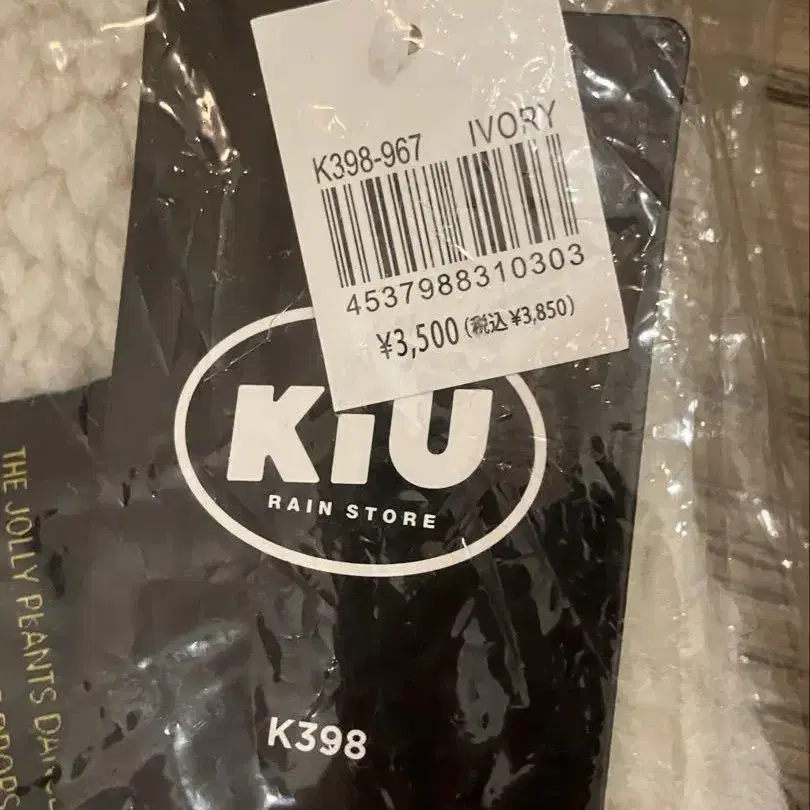 K398-967 IVORY
4537988310303
¥3,500 (税込¥3,850)
KiU
RAIN STORE
K398
THE JOLLY PLANTS